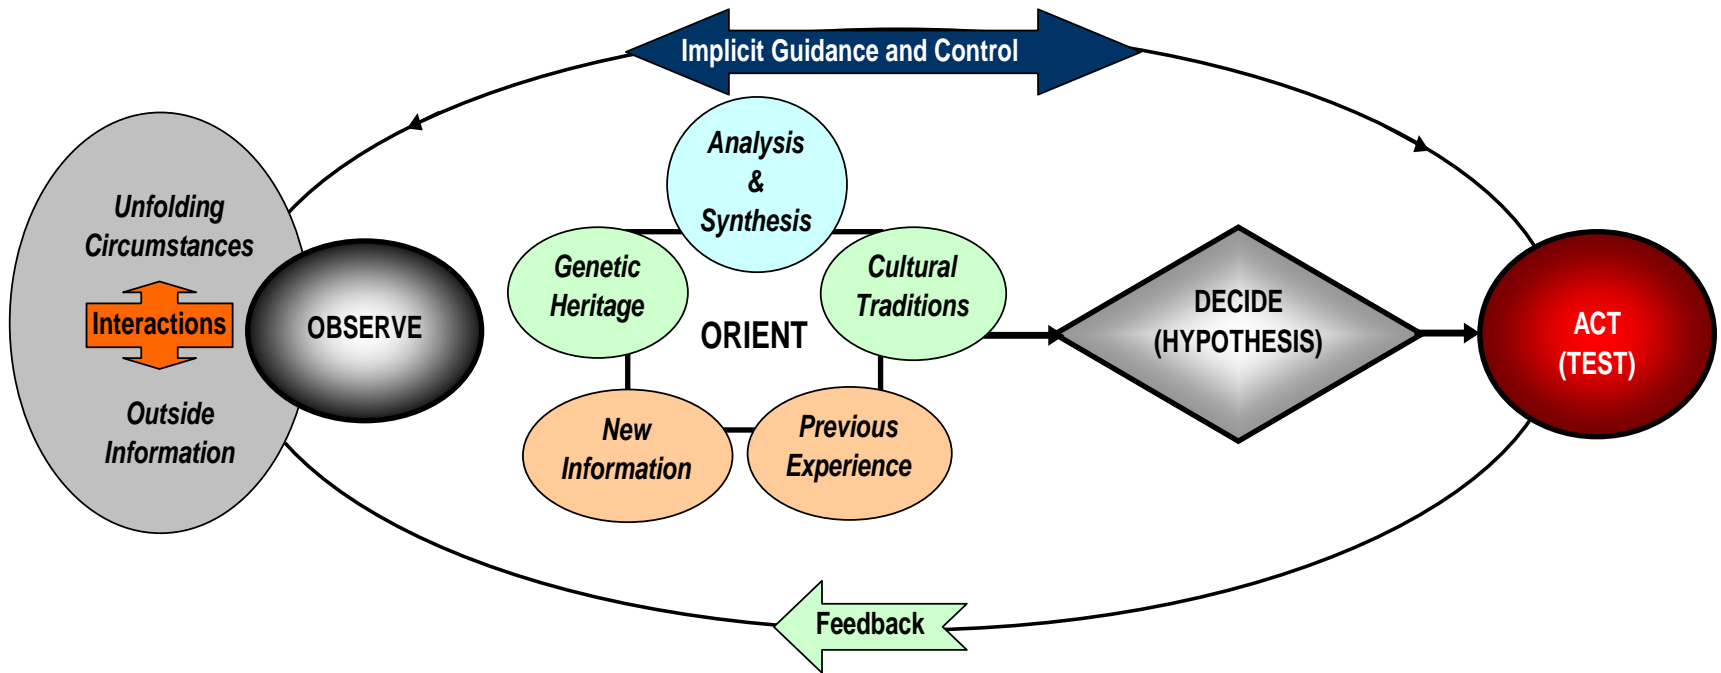 Implicit Guidance and Control
Analysis
&
Synthesis
Unfolding
Circumstances
Interactions
Outside
Information
OBSERVE
Genetic
Heritage
Cultural
Traditions
ORIENT
New
Information
Previous
Experience
DECIDE
(HYPOTHESIS)
ACT
(TEST)
Feedback